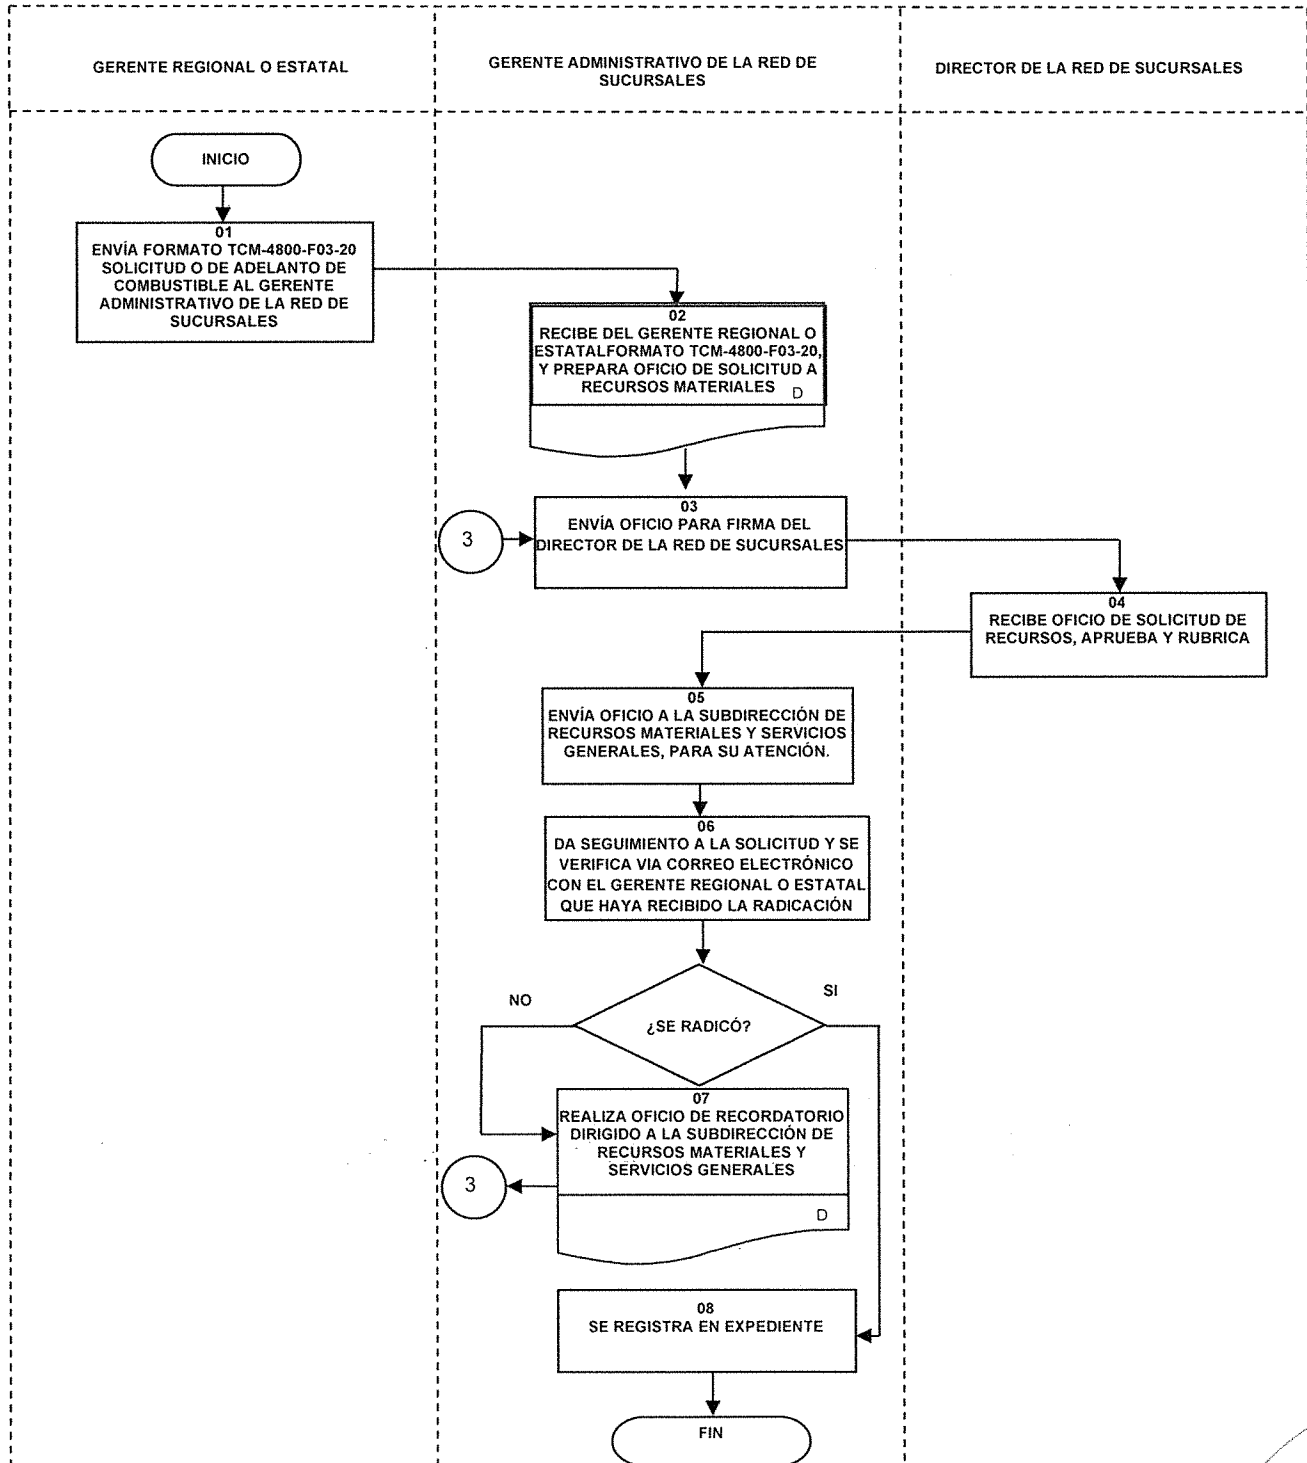 GERENTE REGIONAL O ESTATAL
GERENTE ADMINISTRATIVO DE LA RED DE
SUCURSALES
DIRECTOR DE LA RED DE SUCURSALES
INICIO
01
ENVÍA FORMATO TCM-4800-F03-20
SOLICITUD O DE ADELANTO DE
COMBUSTIBLE AL GERENTE
ADMINISTRATIVO DE LA RED DE
SUCURSALES
02
RECIBE DEL GERENTE REGIONAL O
ESTATALFORMATO TCM-4800-F03-20,
Y PREPARA OFICIO DE SOLICITUD A
RECURSOS MATERIALES
D
03
ENVÍA OFICIO PARA FIRMA DEL
DIRECTOR DE LA RED DE SUCURSALES
3
04
RECIBE OFICIO DE SOLICITUD DE
RECURSOS, APRUEBA Y RUBRICA
05
ENVÍA OFICIO A LA SUBDIRECCIÓN DE
RECURSOS MATERIALES Y SERVICIOS
GENERALES, PARA SU ATENCIÓN.
06
DA SEGUIMIENTO A LA SOLICITUD Y SE
VERIFICA VIA CORREO ELECTRÓNICO
CON EL GERENTE REGIONAL O ESTATAL
QUE HAYA RECIBIDO LA RADICACIÓN
NO
SI
¿SE RADICÓ?
07
REALIZA OFICIO DE RECORDATORIO
DIRIGIDO A LA SUBDIRECCIÓN DE
RECURSOS MATERIALES Y
SERVICIOS GENERALES
3
D
08
SE REGISTRA EN EXPEDIENTE
FIN